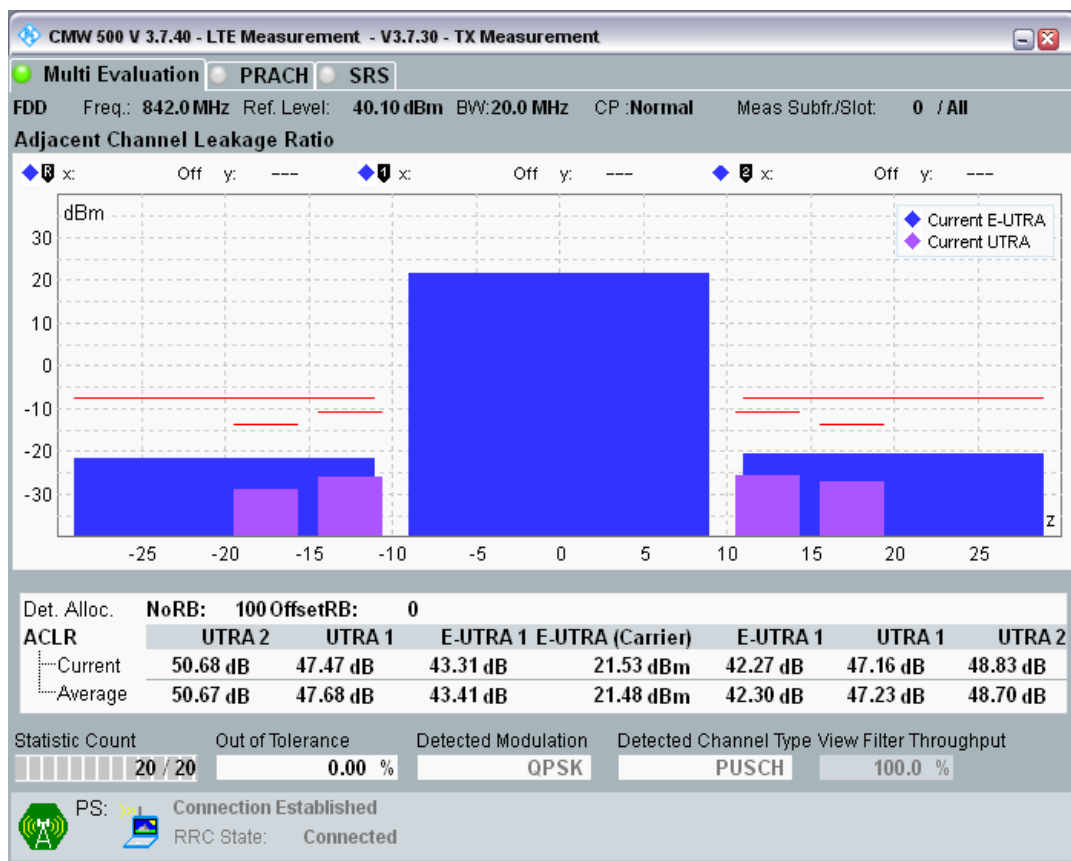 CMW 500 V 3.7.40 - LTE Measurement - V3.7.30 - TX Measurement
Multi Evaluation PRACH SRS
FDD Freq.: 842.0 MHz Ref. Level: 40.10 dBm BW:20.0 MHz CP :Normal Meas Subfr./Slot: 0 / All
Adjacent Channel Leakage Ratio
R x: Off y: --- 1 x: Off y: --- 2 x: Off y: ---
dBm
Current E-UTRA
Current UTRA
30
20
10
0
-10
-20
-30
z
-25 -20 -15 -10 -5 0 5 10 15 20 25
Det. Alloc. NoRB: 100 OffsetRB: 0
ACLR UTRA 2 UTRA 1 E-UTRA 1 E-UTRA (Carrier) E-UTRA 1 UTRA 1 UTRA 2
Current 50.68 dB 47.47 dB 43.31 dB 21.53 dBm 42.27 dB 47.16 dB 48.83 dB
Average 50.67 dB 47.68 dB 43.41 dB 21.48 dBm 42.30 dB 47.23 dB 48.70 dB
Statistic Count Out of Tolerance Detected Modulation Detected Channel Type View Filter Throughput
20 / 20 0.00 % QPSK PUSCH 100.0 %
PS: Connection Established
RRC State: Connected